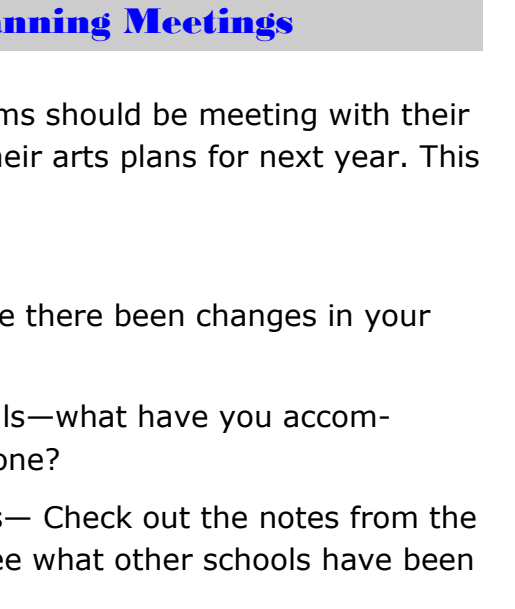 nning Meetings
ms should be meeting with their
heir arts plans for next year. This
e there been changes in your
ls—what have you accom-
one?
s— Check out the notes from the
ee what other schools have been